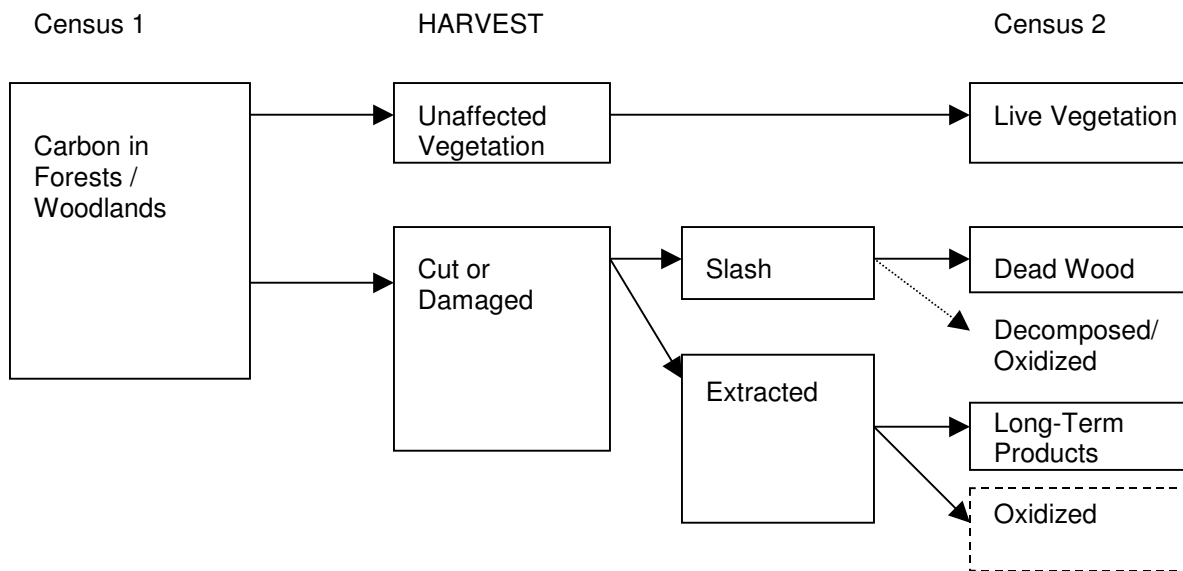 Census 1
HARVEST
Census 2
Carbon in
Forests /
Woodlands
Unaffected
Vegetation
Live Vegetation
Cut or
Damaged
Slash
Dead Wood
Decomposed/
Oxidized
Extracted
Long-Term
Products
Oxidized